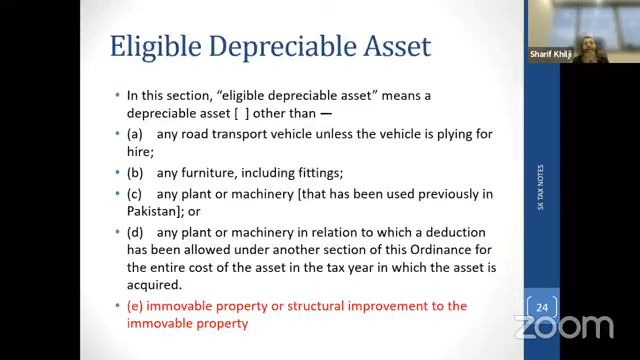 Eligible Depreciable Asset
Sharif Khilji
• In this section, “eligible depreciable asset” means a
depreciable asset [ ] other than —
• (a) any road transport vehicle unless the vehicle is plying for
hire;
• (b) any furniture, including fittings;
• (c) any plant or machinery [that has been used previously in
Pakistan]; or
• (d) any plant or machinery in relation to which a deduction
has been allowed under another section of this Ordinance for
the entire cost of the asset in the tax year in which the asset is
acquired.
• (e) immovable property or structural improvement to the
immovable property
SK TAX NOTES
24
zoom